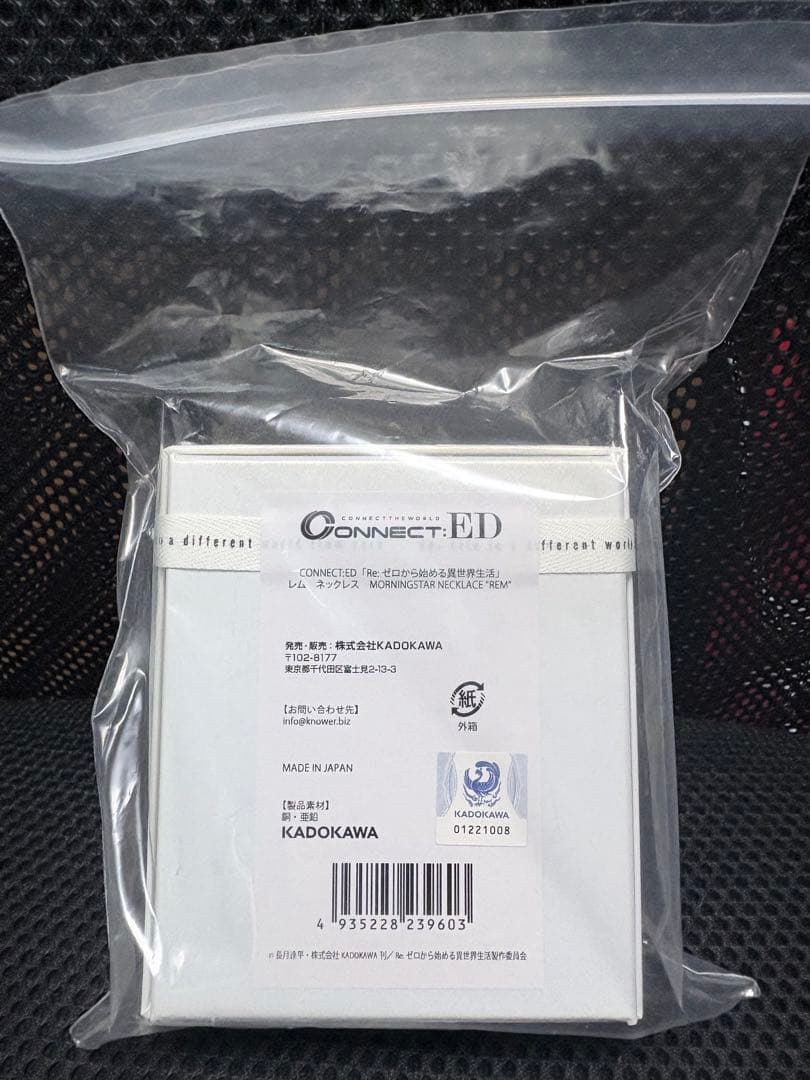 CONNECTTHEWORLD
CONNECT:ED
a different
fferent worl
CONNECT:ED「Re:ゼロから始める異世界生活」
レム ネックレス MORNINGSTAR NECKLACE "REM"
発売・販売：株式会社KADOKAWA
〒102-8177
東京都千代田区富士見2-13-3
【お問い合わせ先】
info@knower.biz
紙
外箱
MADE IN JAPAN
【製品素材】
銅・亜鉛
KADOKAWA
KADOKAWA
01221008
4 935228 239603
©長月達平・株式会社KADOKAWA刊／Re:ゼロから始める異世界生活製作委員会